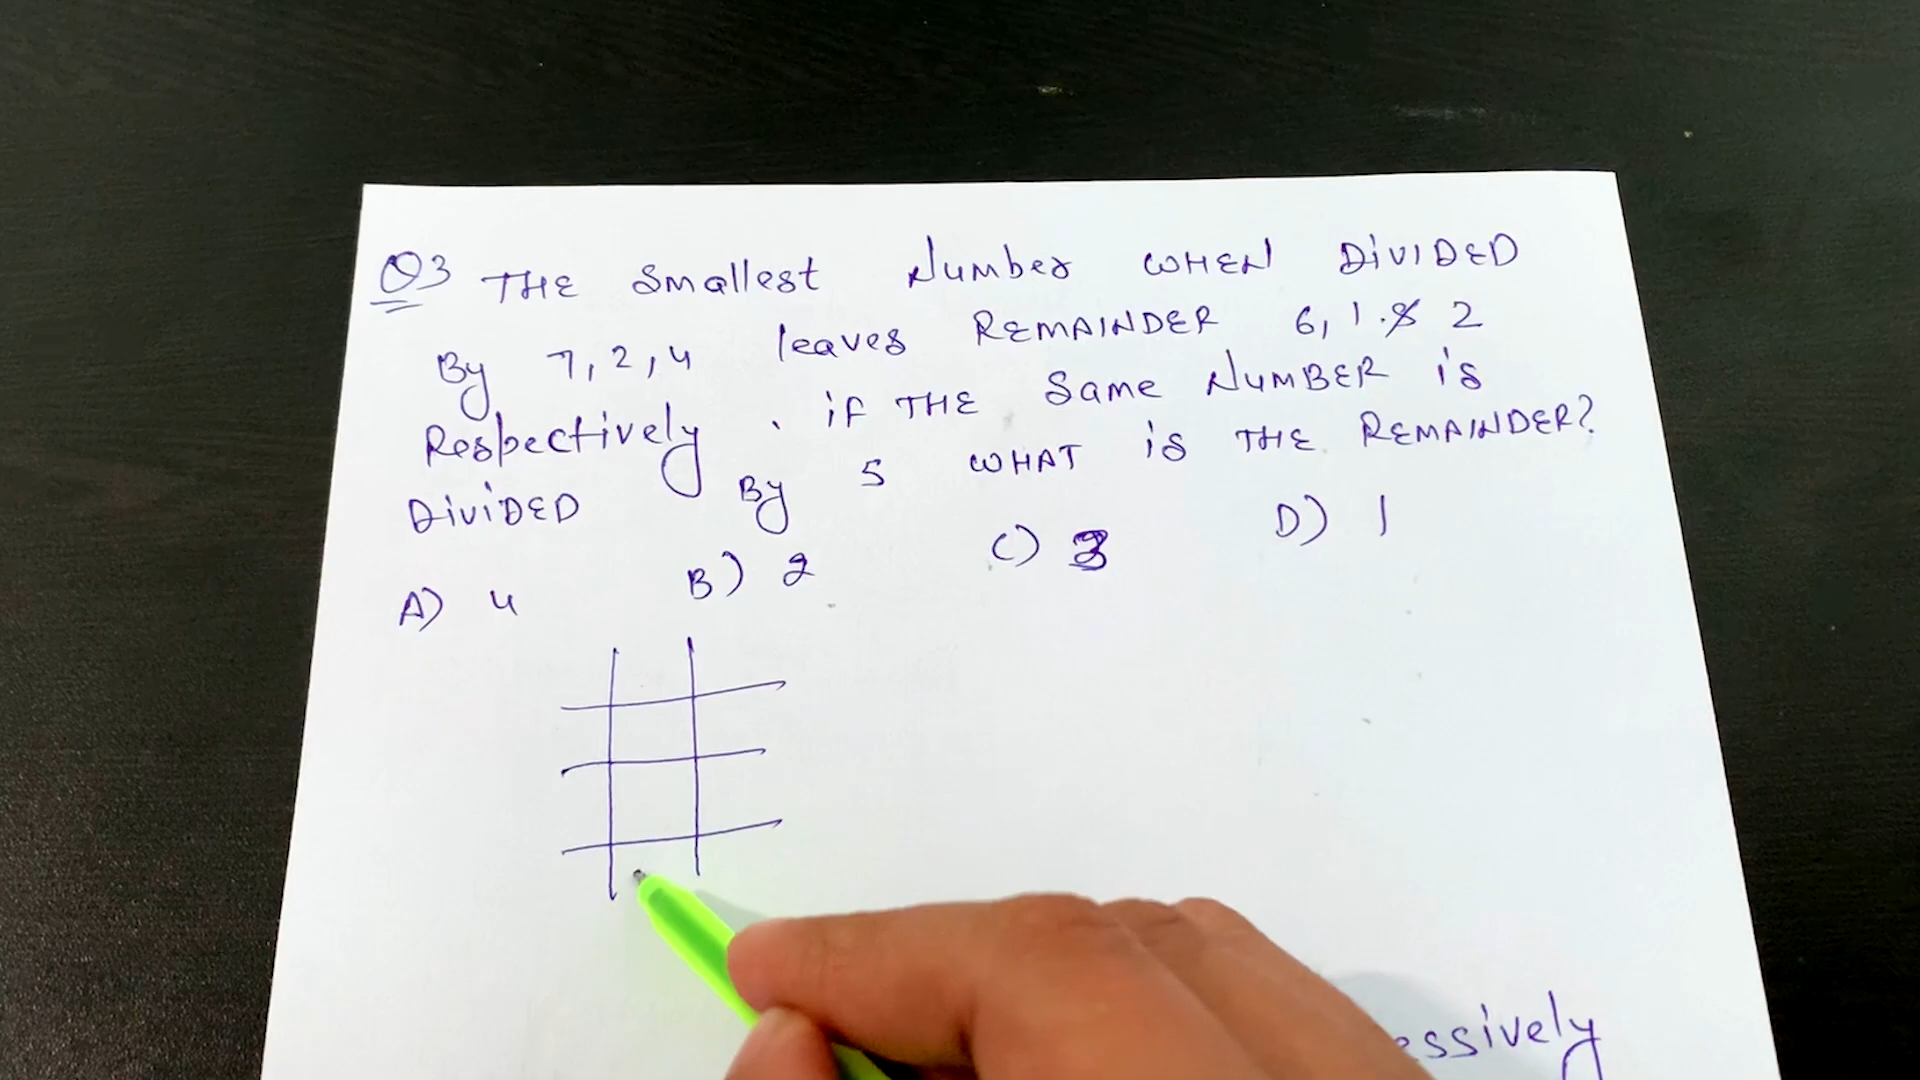 Q3 THE Smallest Number WHEN DiViDED
By 7, 2, 4 leaves REMAINDER 6, 1 & 2
Respectively. iF THE Same NUMBER is
DiViDED By 5 WHAT is THE REMAINDER?
A) 4 B) 2 C) 3 D) 1
essively